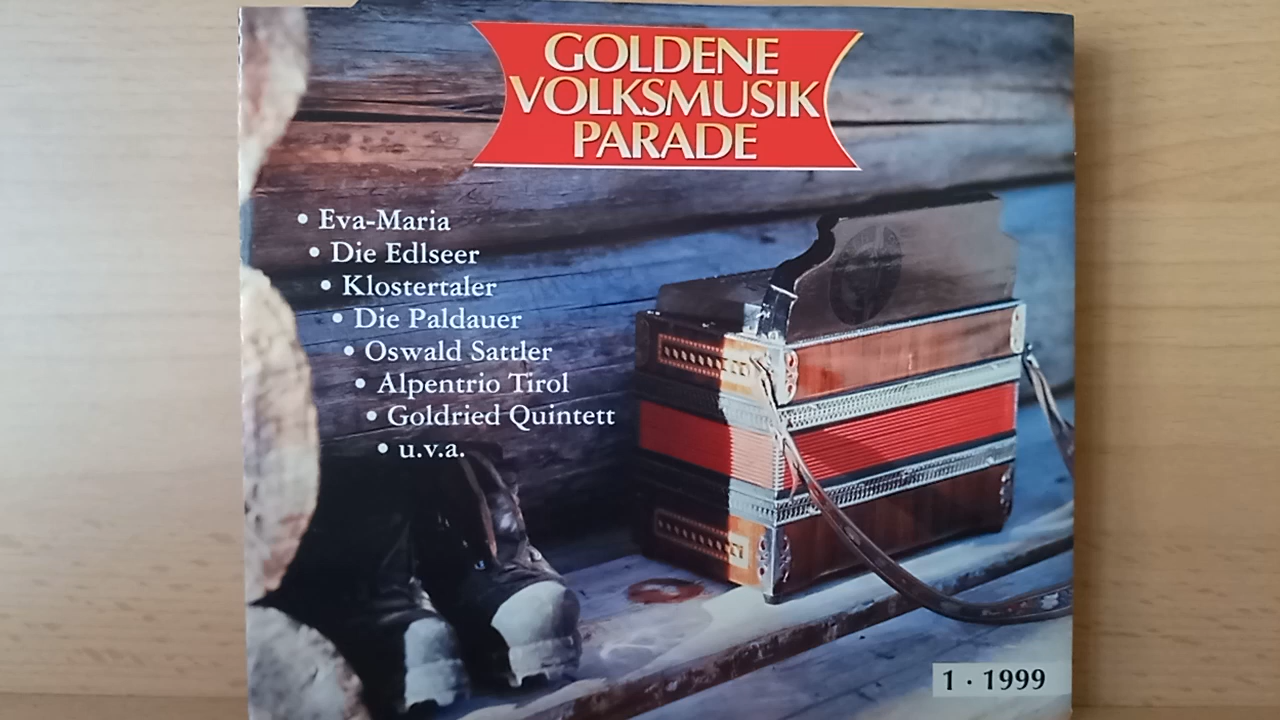 GOLDENE
VOLKSMUSIK
PARADE
• Eva-Maria
• Die Edlseer
• Klostertaler
• Die Paldauer
• Oswald Sattler
• Alpentrio Tirol
• Goldried Quintett
• u.v.a.
1 · 1999